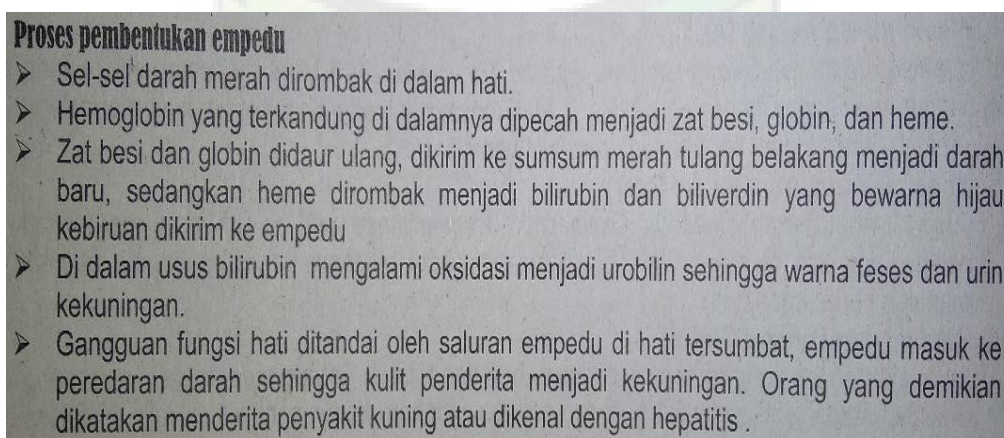 Proses pembentukan empedu
➤ Sel-sel darah merah dirombak di dalam hati.
➤ Hemoglobin yang terkandung di dalamnya dipecah menjadi zat besi, globin, dan heme.
➤ Zat besi dan globin didaur ulang, dikirim ke sumsum merah tulang belakang menjadi darah
baru, sedangkan heme dirombak menjadi bilirubin dan biliverdin yang bewarna hijau
kebiruan dikirim ke empedu
➤ Di dalam usus bilirubin mengalami oksidasi menjadi urobilin sehingga warna feses dan urin
kekuningan.
➤ Gangguan fungsi hati ditandai oleh saluran empedu di hati tersumbat, empedu masuk ke
peredaran darah sehingga kulit penderita menjadi kekuningan. Orang yang demikian
dikatakan menderita penyakit kuning atau dikenal dengan hepatitis .